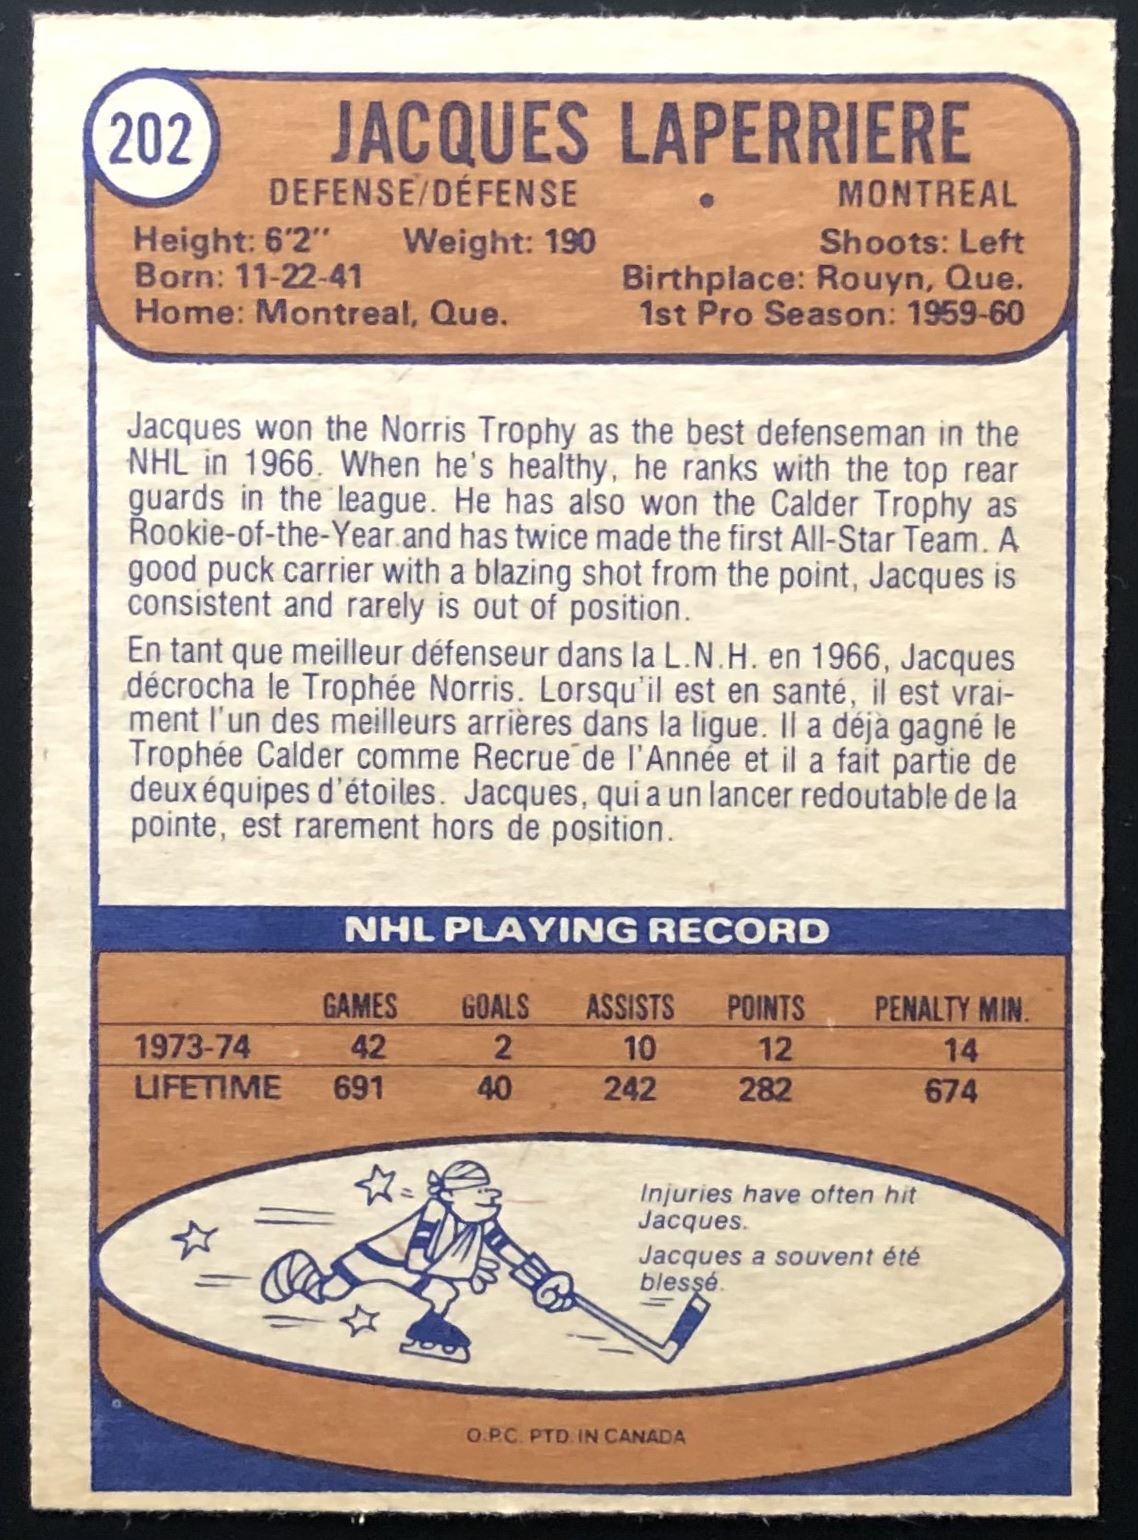 202
JACQUES LAPERRIERE
DEFENSE/DÉFENSE • MONTREAL
Height: 6'2" Weight: 190 Shoots: Left
Born: 11-22-41 Birthplace: Rouyn, Que.
Home: Montreal, Que. 1st Pro Season: 1959-60
Jacques won the Norris Trophy as the best defenseman in the
NHL in 1966. When he's healthy, he ranks with the top rear
guards in the league. He has also won the Calder Trophy as
Rookie-of-the-Year and has twice made the first All-Star Team. A
good puck carrier with a blazing shot from the point, Jacques is
consistent and rarely is out of position.
En tant que meilleur défenseur dans la L.N.H. en 1966, Jacques
décrocha le Trophée Norris. Lorsqu'il est en santé, il est vrai-
ment l'un des meilleurs arrières dans la ligue. Il a déjà gagné le
Trophée Calder comme Recrue de l'Année et il a fait partie de
deux équipes d'étoiles. Jacques, qui a un lancer redoutable de la
pointe, est rarement hors de position.
NHL PLAYING RECORD
GAMES GOALS ASSISTS POINTS PENALTY MIN.
1973-74 42 2 10 12 14
LIFETIME 691 40 242 282 674
Injuries have often hit
Jacques.
Jacques a souvent été
blessé.
O.P.C. PTD. IN CANADA